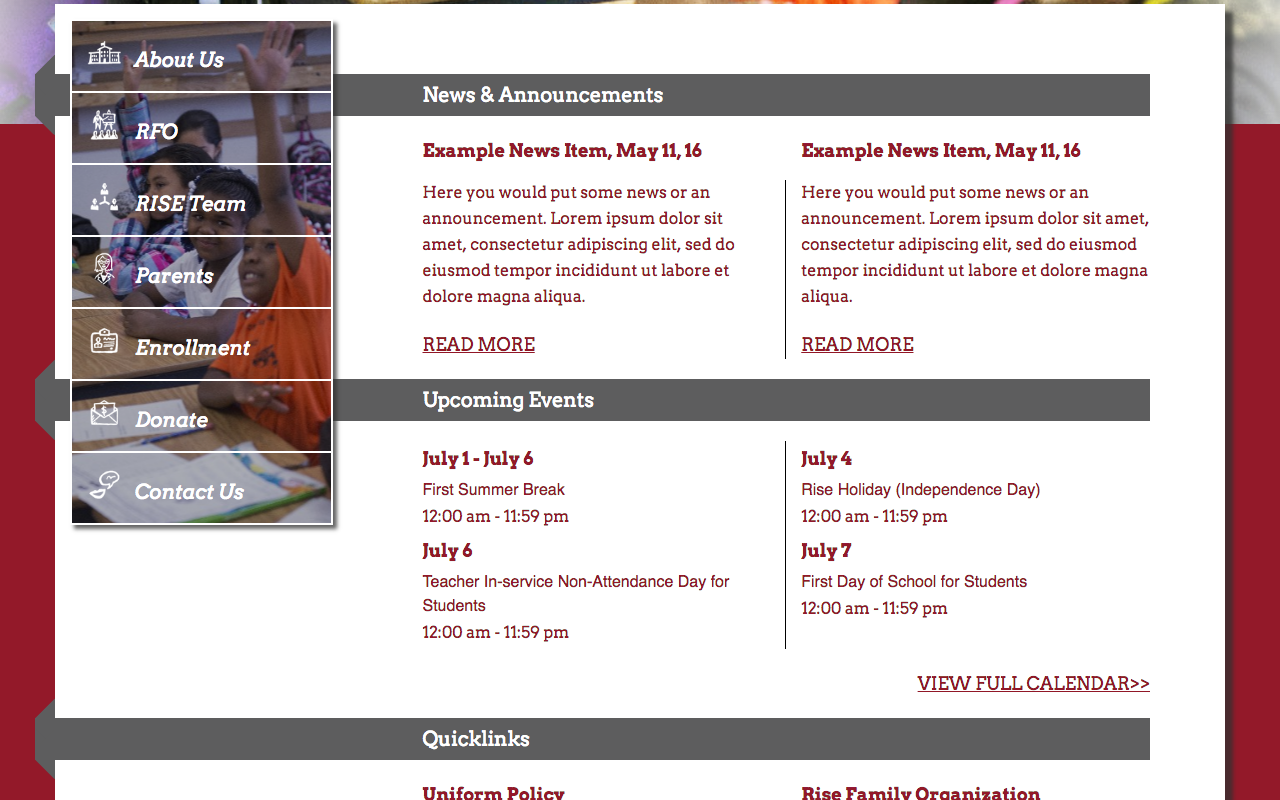 About Us
RFO
RISE Team
Parents
Enrollment
Donate
Contact Us
News & Announcements
Example News Item, May 11, 16
Here you would put some news or an
announcement. Lorem ipsum dolor sit
amet, consectetur adipiscing elit, sed do
eiusmod tempor incididunt ut labore et
dolore magna aliqua.
READ MORE
Example News Item, May 11, 16
Here you would put some news or an
announcement. Lorem ipsum dolor sit amet,
consectetur adipiscing elit, sed do eiusmod
tempor incididunt ut labore et dolore magna
aliqua.
READ MORE
Upcoming Events
July 1 - July 6
First Summer Break
12:00 am - 11:59 pm
July 6
Teacher In-service Non-Attendance Day for
Students
12:00 am - 11:59 pm
July 4
Rise Holiday (Independence Day)
12:00 am - 11:59 pm
July 7
First Day of School for Students
12:00 am - 11:59 pm
VIEW FULL CALENDAR>>
Quicklinks
Uniform Policy
Rise Family Organization